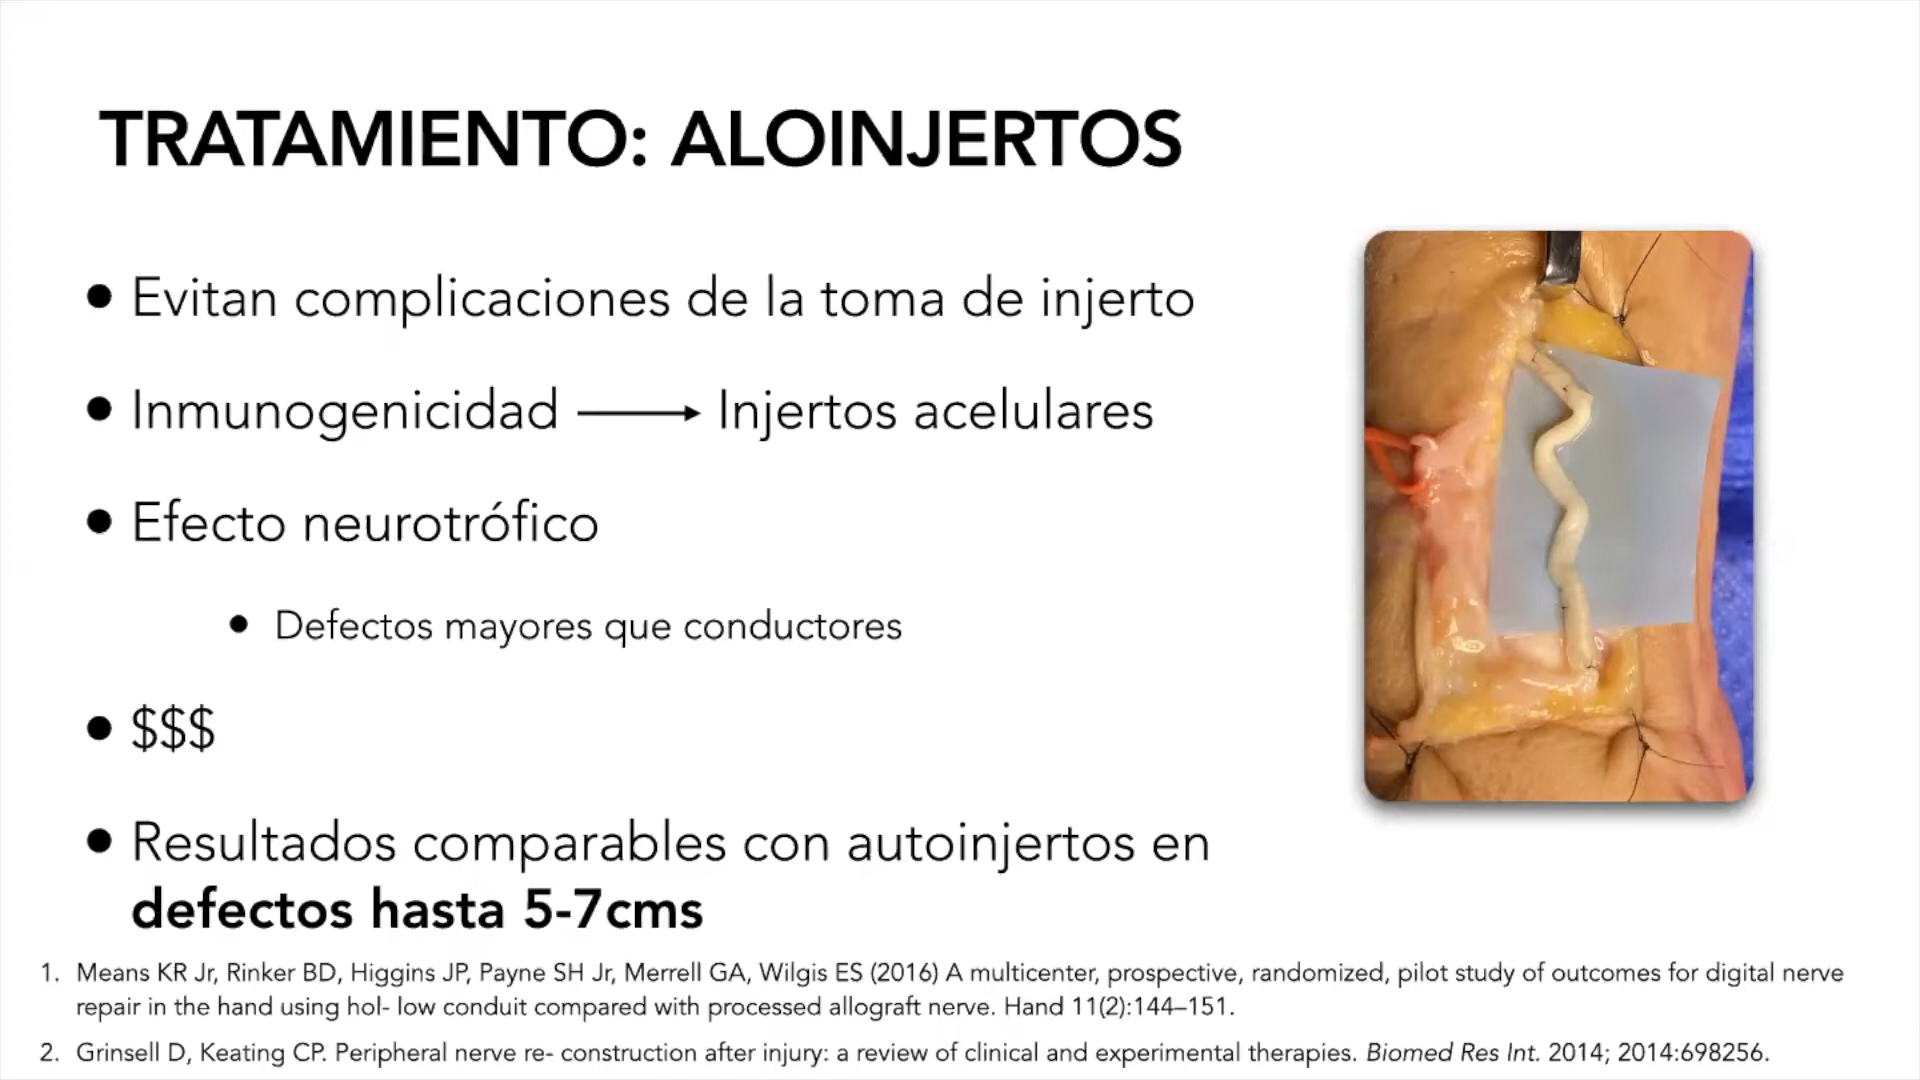 TRATAMIENTO: ALOINJERTOS
• Evitan complicaciones de la toma de injerto
• Inmunogenicidad ⟶ Injertos acelulares
• Efecto neurotrófico
• Defectos mayores que conductores
• $$$
• Resultados comparables con autoinjertos en
defectos hasta 5-7cms
1. Means KR Jr, Rinker BD, Higgins JP, Payne SH Jr, Merrell GA, Wilgis ES (2016) A multicenter, prospective, randomized, pilot study of outcomes for digital nerve
repair in the hand using hol- low conduit compared with processed allograft nerve. Hand 11(2):144–151.
2. Grinsell D, Keating CP. Peripheral nerve re- construction after injury: a review of clinical and experimental therapies. Biomed Res Int. 2014; 2014:698256.